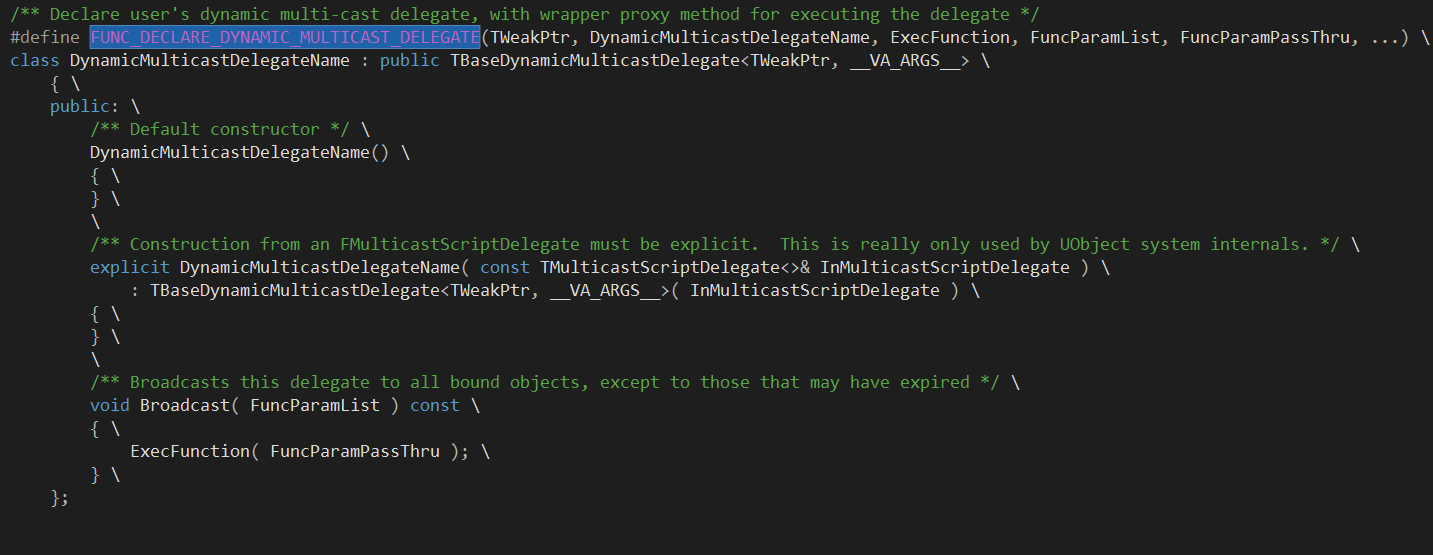 /** Declare user's dynamic multi-cast delegate, with wrapper proxy method for executing the delegate */
#define FUNC_DECLARE_DYNAMIC_MULTICAST_DELEGATE(TWeakPtr, DynamicMulticastDelegateName, ExecFunction, FuncParamList, FuncParamPassThru, ...) \
class DynamicMulticastDelegateName : public TBaseDynamicMulticastDelegate<TWeakPtr, __VA_ARGS__> \
    { \
    public: \
        /** Default constructor */ \
        DynamicMulticastDelegateName() \
        { \
        } \
        \
        /** Construction from an FMulticastScriptDelegate must be explicit.  This is really only used by UObject system internals. */ \
        explicit DynamicMulticastDelegateName( const TMulticastScriptDelegate<>& InMulticastScriptDelegate ) \
            : TBaseDynamicMulticastDelegate<TWeakPtr, __VA_ARGS__>( InMulticastScriptDelegate ) \
        { \
        } \
        \
        /** Broadcasts this delegate to all bound objects, except to those that may have expired */ \
        void Broadcast( FuncParamList ) const \
        { \
            ExecFunction( FuncParamPassThru ); \
        } \
    };